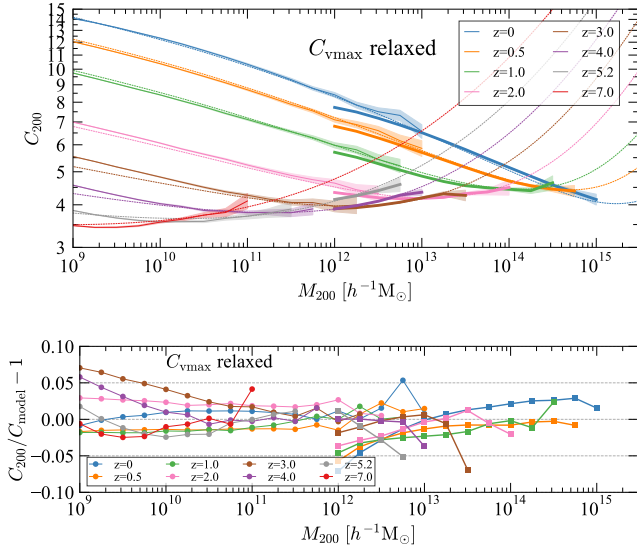 15
14
13
12
11
10
9
8
7
6
5
4
3
C_200
C_vmax relaxed
z=0 z=3.0
z=0.5 z=4.0
z=1.0 z=5.2
z=2.0 z=7.0
10^9 10^10 10^11 10^12 10^13 10^14 10^15
M_200 [h^−1 M_⊙]
0.10
0.05
0.00
−0.05
−0.10
C_200/C_model − 1
C_vmax relaxed
z=0 z=1.0 z=3.0 z=5.2
z=0.5 z=2.0 z=4.0 z=7.0
10^9 10^10 10^11 10^12 10^13 10^14 10^15
M_200 [h^−1 M_⊙]